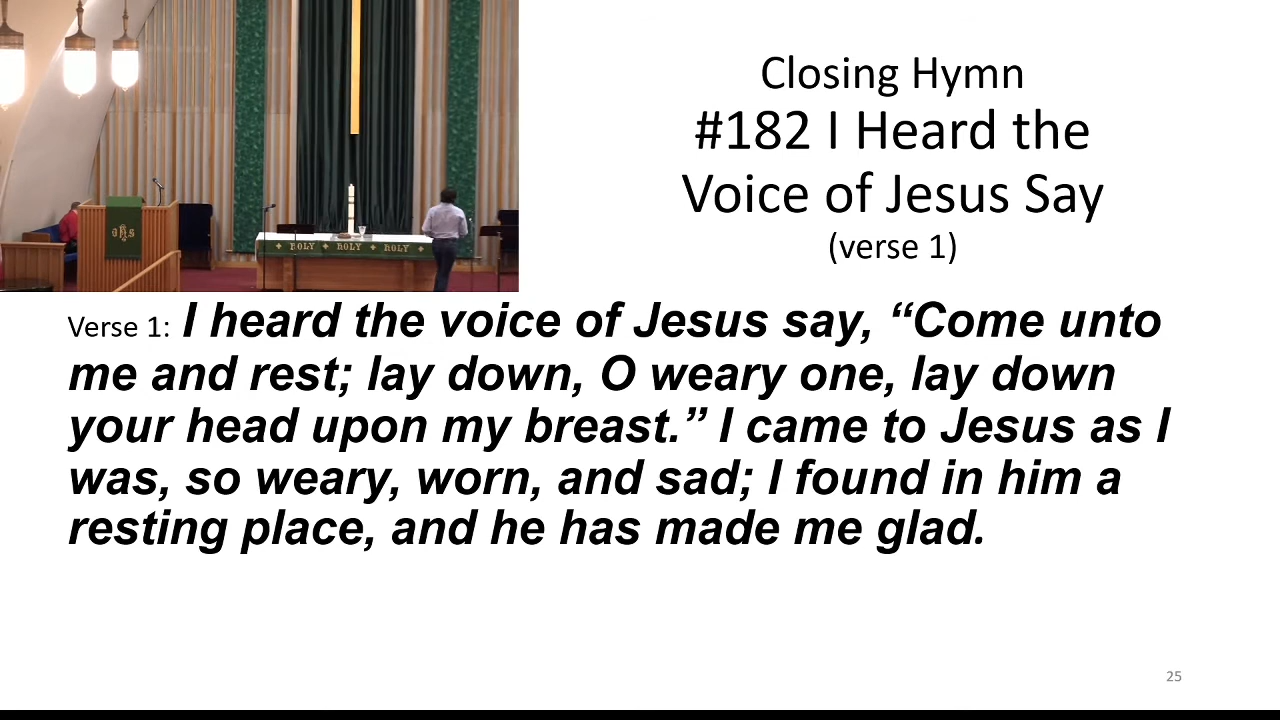 Closing Hymn
#182 I Heard the
Voice of Jesus Say
(verse 1)
HOLY HOLY HOLY
Verse 1: I heard the voice of Jesus say, “Come unto
me and rest; lay down, O weary one, lay down
your head upon my breast.” I came to Jesus as I
was, so weary, worn, and sad; I found in him a
resting place, and he has made me glad.
25